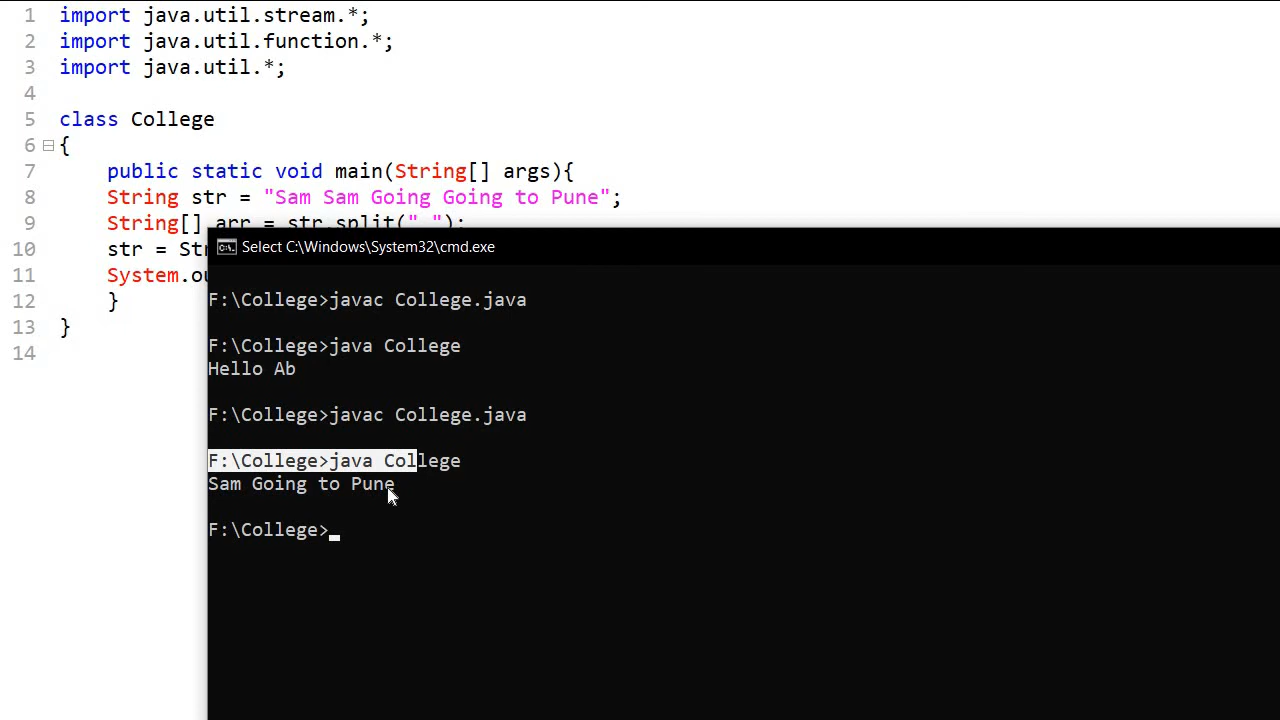 1 import java.util.stream.*;
2 import java.util.function.*;
3 import java.util.*;
4
5 class College
6 {
7 public static void main(String[] args){
8 String str = "Sam Sam Going Going to Pune";
9 String[] arr = str.split(" ");
10 str = Str
11 System.ou
12 }
13 }
14
Select C:\Windows\System32\cmd.exe
F:\College>javac College.java
F:\College>java College
Hello Ab
F:\College>javac College.java
F:\College>java College
Sam Going to Pune
F:\College>